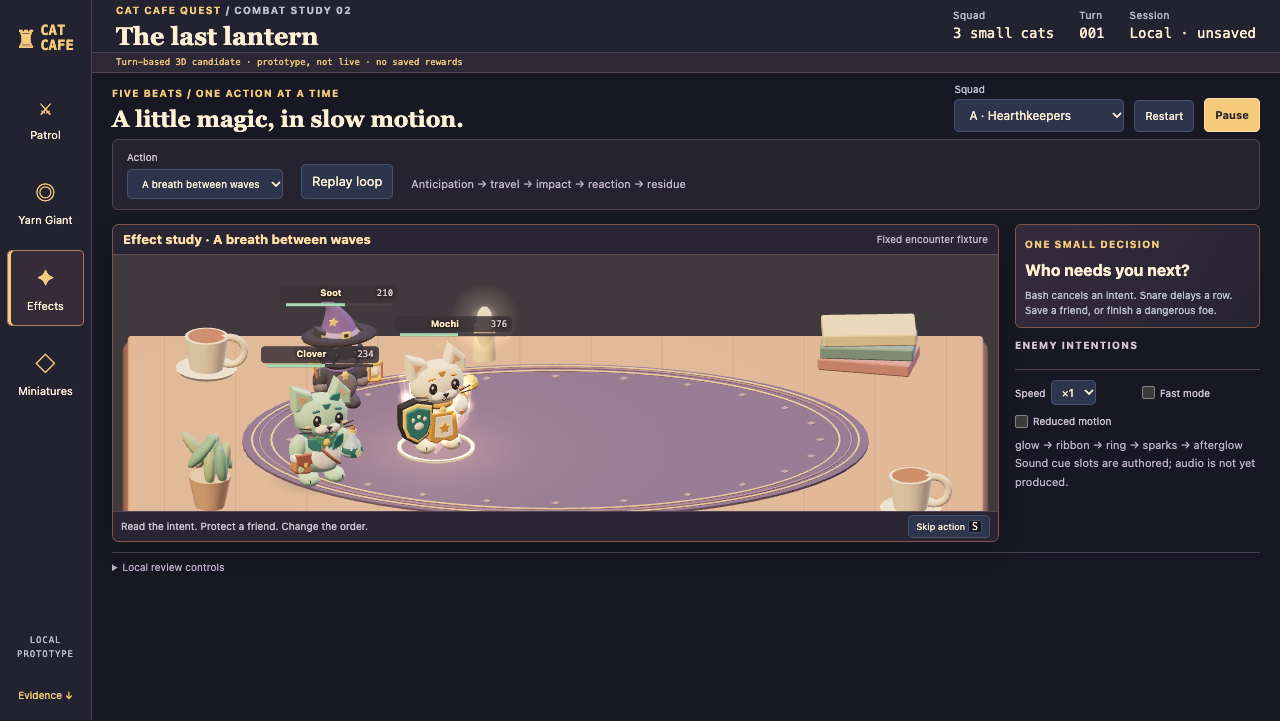 CAT
CAFE
Patrol
Yarn Giant
Effects
Miniatures
LOCAL
PROTOTYPE
Evidence ↓
CAT CAFE QUEST / COMBAT STUDY 02
The last lantern
Squad
3 small cats
Turn
001
Session
Local · unsaved
Turn-based 3D candidate · prototype, not live · no saved rewards
FIVE BEATS / ONE ACTION AT A TIME
A little magic, in slow motion.
Squad
A · Hearthkeepers
Restart
Pause
Action
A breath between waves
Replay loop
Anticipation → travel → impact → reaction → residue
Effect study · A breath between waves
Fixed encounter fixture
Soot 210
Mochi 376
Clover 234
Read the intent. Protect a friend. Change the order.
Skip action S
ONE SMALL DECISION
Who needs you next?
Bash cancels an intent. Snare delays a row.
Save a friend, or finish a dangerous foe.
ENEMY INTENTIONS
Speed ×1 Fast mode
Reduced motion
glow → ribbon → ring → sparks → afterglow
Sound cue slots are authored; audio is not yet
produced.
Local review controls